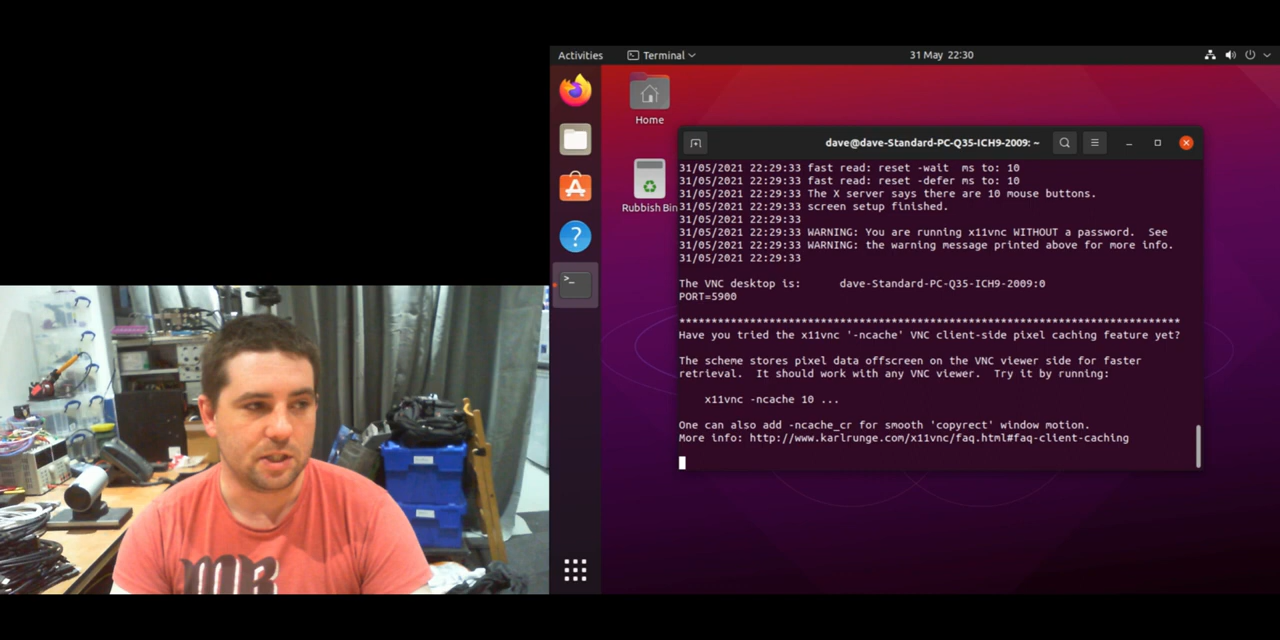 Activities
Terminal
31 May 22:30
Home
Rubbish Bin
dave@dave-Standard-PC-Q35-ICH9-2009: ~
31/05/2021 22:29:33 fast read: reset -wait  ms to: 10
31/05/2021 22:29:33 fast read: reset -defer ms to: 10
31/05/2021 22:29:33 The X server says there are 10 mouse buttons.
31/05/2021 22:29:33 screen setup finished.
31/05/2021 22:29:33
31/05/2021 22:29:33 WARNING: You are running x11vnc WITHOUT a password.  See
31/05/2021 22:29:33 WARNING: the warning message printed above for more info.
31/05/2021 22:29:33
The VNC desktop is:      dave-Standard-PC-Q35-ICH9-2009:0
PORT=5900
******************************************************************************
Have you tried the x11vnc '-ncache' VNC client-side pixel caching feature yet?
The scheme stores pixel data offscreen on the VNC viewer side for faster
retrieval.  It should work with any VNC viewer.  Try it by running:
x11vnc -ncache 10 ...
One can also add -ncache_cr for smooth 'copyrect' window motion.
More info: http://www.karlrunge.com/x11vnc/faq.html#faq-client-caching